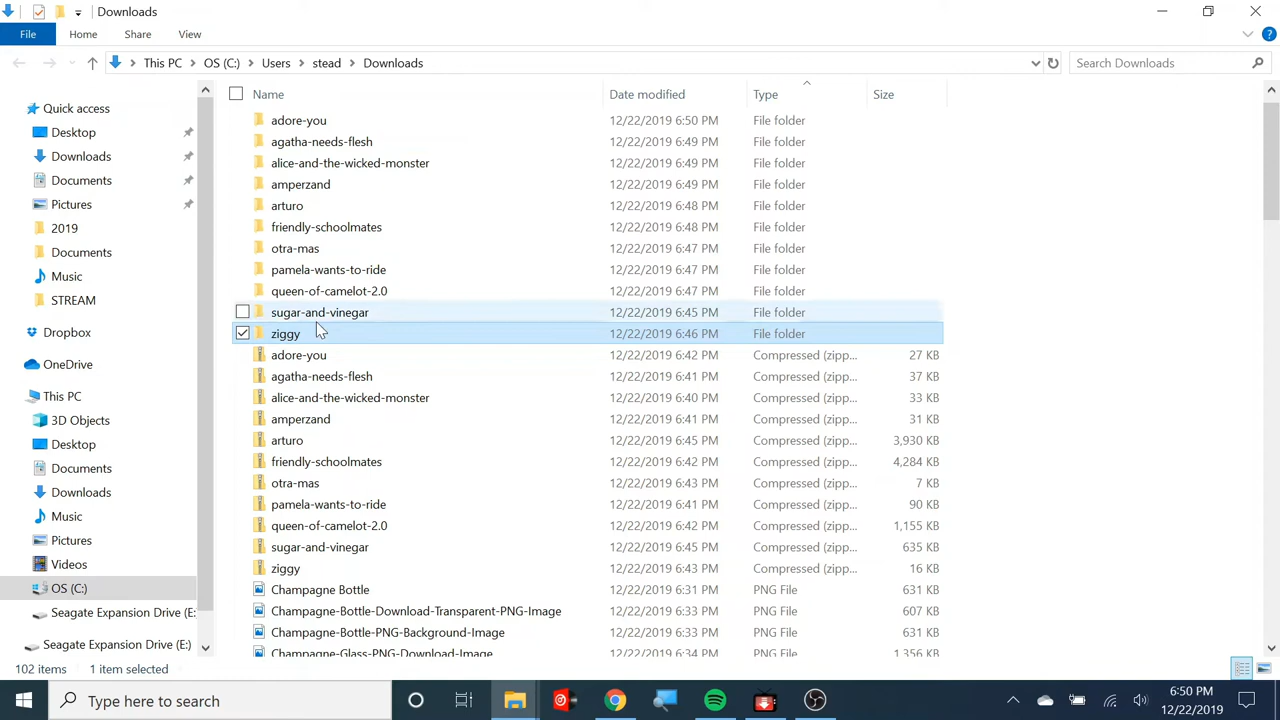 Downloads
File Home Share View
This PC OS (C:) Users stead Downloads Search Downloads
Name Date modified Type Size
Quick access
Desktop
Downloads
Documents
Pictures
2019
Documents
Music
STREAM
Dropbox
OneDrive
This PC
3D Objects
Desktop
Documents
Downloads
Music
Pictures
Videos
OS (C:)
Seagate Expansion Drive (E:
Seagate Expansion Drive (E:)
adore-you 12/22/2019 6:50 PM File folder
agatha-needs-flesh 12/22/2019 6:49 PM File folder
alice-and-the-wicked-monster 12/22/2019 6:49 PM File folder
amperzand 12/22/2019 6:49 PM File folder
arturo 12/22/2019 6:48 PM File folder
friendly-schoolmates 12/22/2019 6:48 PM File folder
otra-mas 12/22/2019 6:47 PM File folder
pamela-wants-to-ride 12/22/2019 6:47 PM File folder
queen-of-camelot-2.0 12/22/2019 6:47 PM File folder
sugar-and-vinegar 12/22/2019 6:45 PM File folder
ziggy 12/22/2019 6:46 PM File folder
adore-you 12/22/2019 6:42 PM Compressed (zipp... 27 KB
agatha-needs-flesh 12/22/2019 6:41 PM Compressed (zipp... 37 KB
alice-and-the-wicked-monster 12/22/2019 6:40 PM Compressed (zipp... 33 KB
amperzand 12/22/2019 6:41 PM Compressed (zipp... 31 KB
arturo 12/22/2019 6:45 PM Compressed (zipp... 3,930 KB
friendly-schoolmates 12/22/2019 6:42 PM Compressed (zipp... 4,284 KB
otra-mas 12/22/2019 6:43 PM Compressed (zipp... 7 KB
pamela-wants-to-ride 12/22/2019 6:41 PM Compressed (zipp... 90 KB
queen-of-camelot-2.0 12/22/2019 6:42 PM Compressed (zipp... 1,155 KB
sugar-and-vinegar 12/22/2019 6:45 PM Compressed (zipp... 635 KB
ziggy 12/22/2019 6:43 PM Compressed (zipp... 16 KB
Champagne Bottle 12/22/2019 6:31 PM PNG File 631 KB
Champagne-Bottle-Download-Transparent-PNG-Image 12/22/2019 6:33 PM PNG File 607 KB
Champagne-Bottle-PNG-Background-Image 12/22/2019 6:33 PM PNG File 631 KB
Champagne-Glass-PNG-Download-Image 12/22/2019 6:34 PM PNG File 1,356 KB
102 items 1 item selected
Type here to search
6:50 PM
12/22/2019